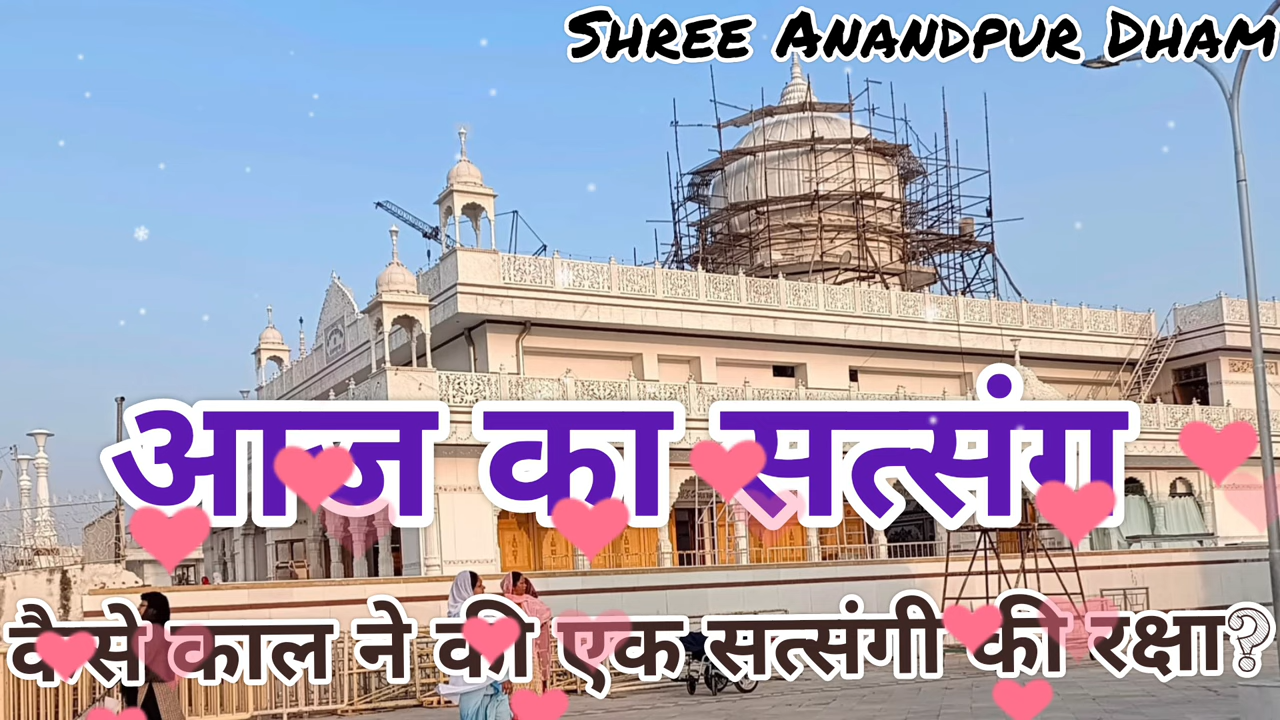 SHREE ANANDPUR DHAM
आज का सत्संग
कैसे काल ने की एक सत्संगी की रक्षा?